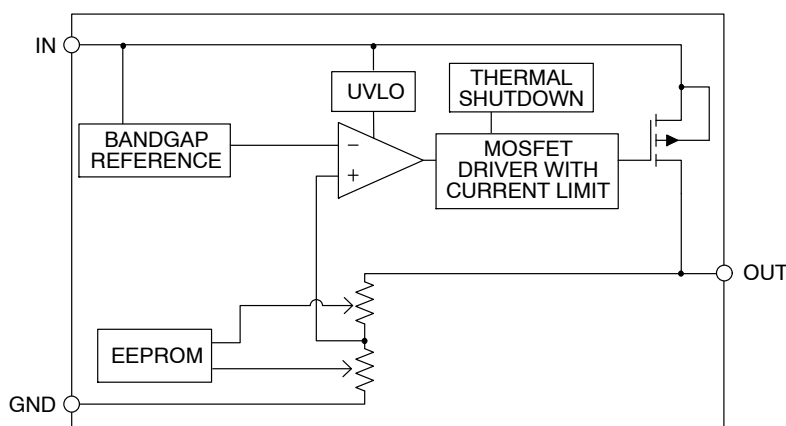 IN
UVLO
THERMAL
SHUTDOWN
BANDGAP
REFERENCE
−
+
MOSFET
DRIVER WITH
CURRENT LIMIT
OUT
EEPROM
GND